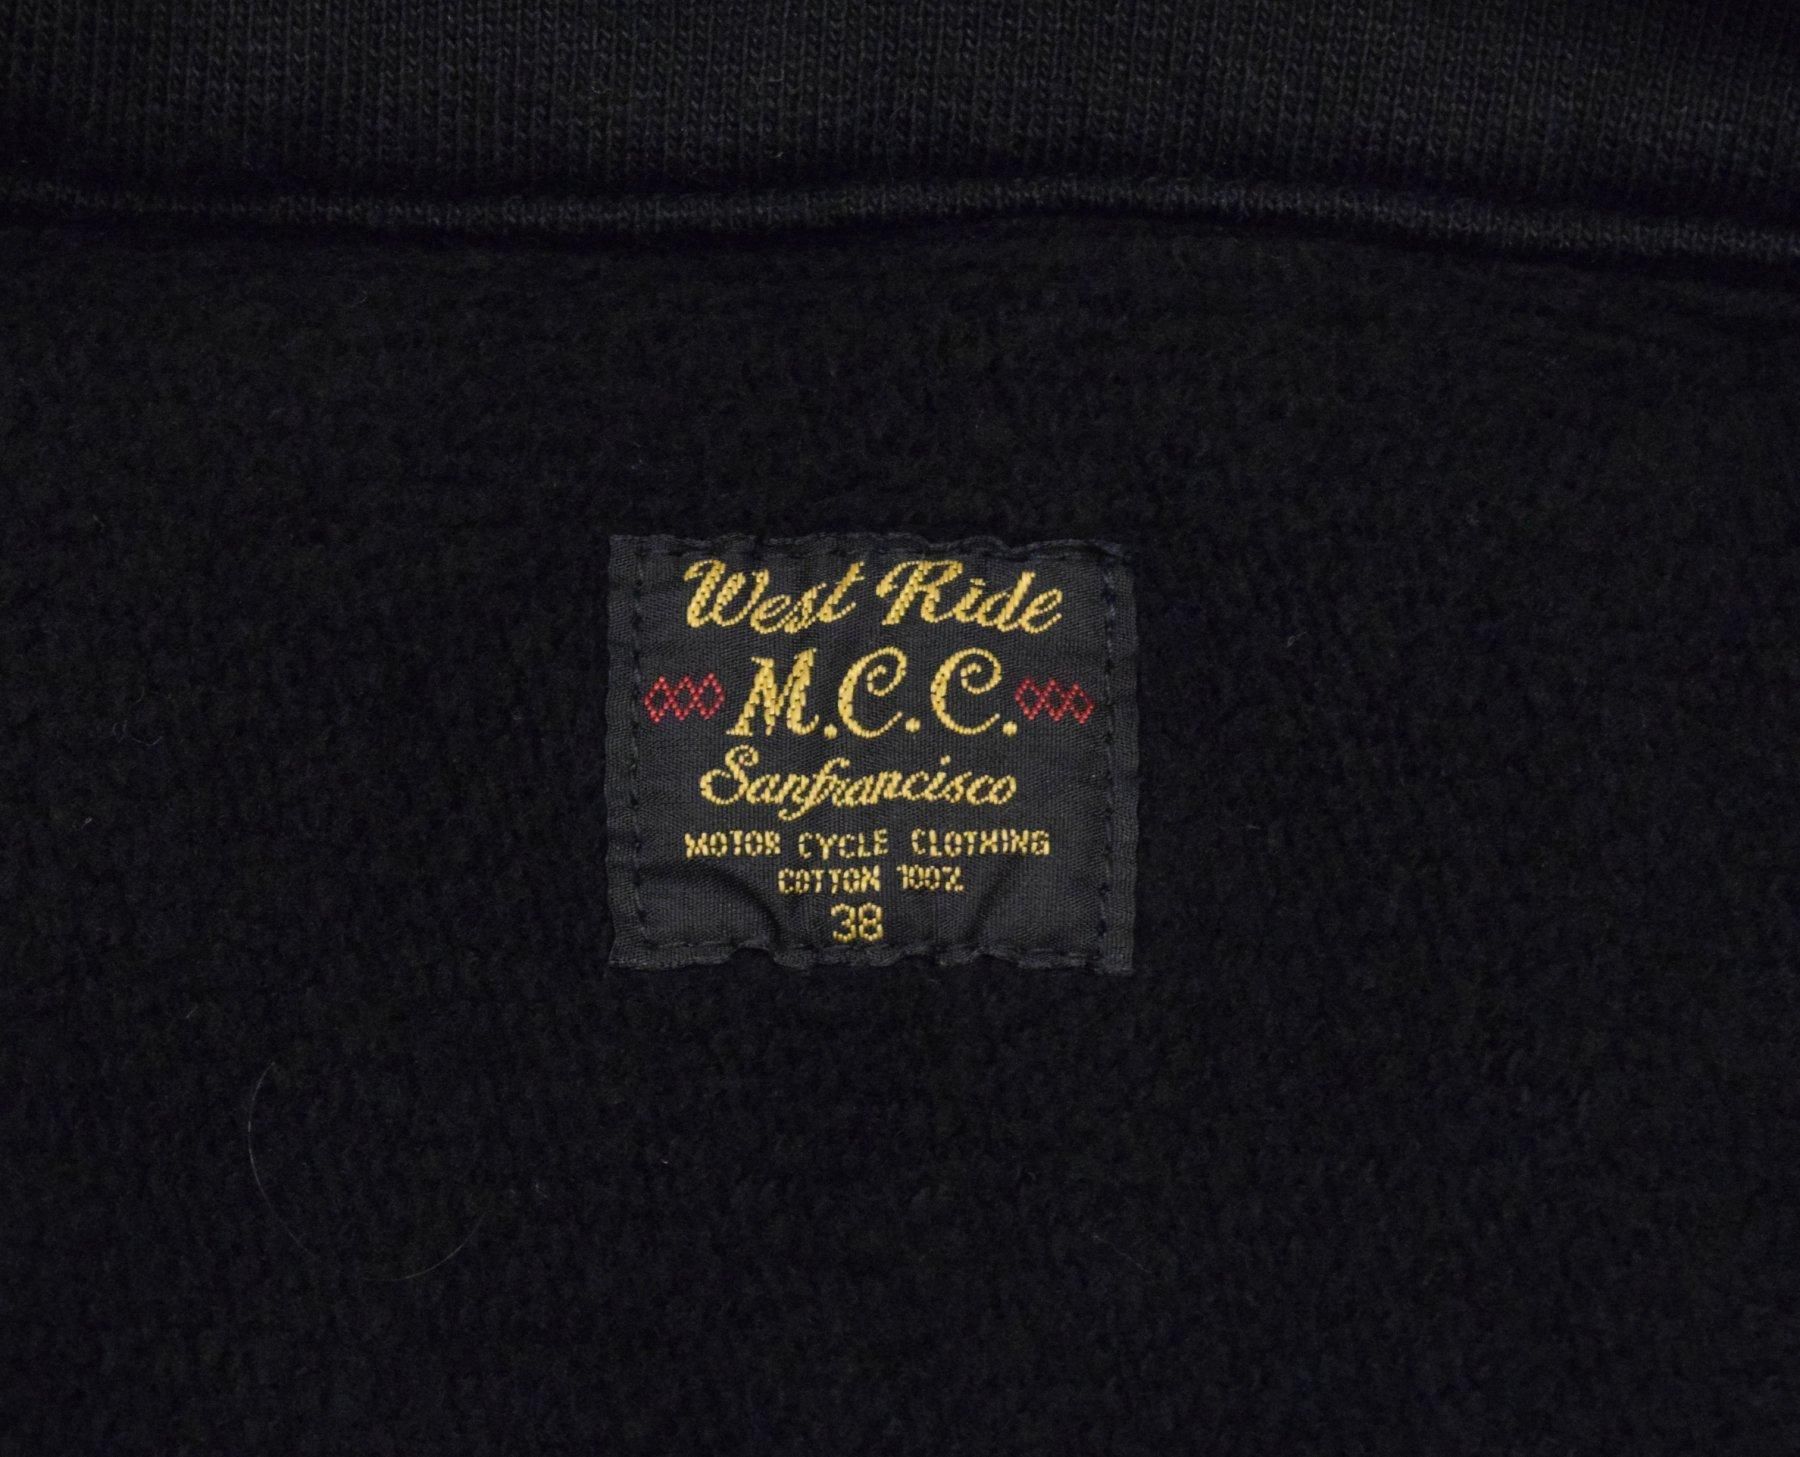 West Ride
M.C.C.
Sanfrancisco
MOTOR CYCLE CLOTHING
COTTON 100%
38